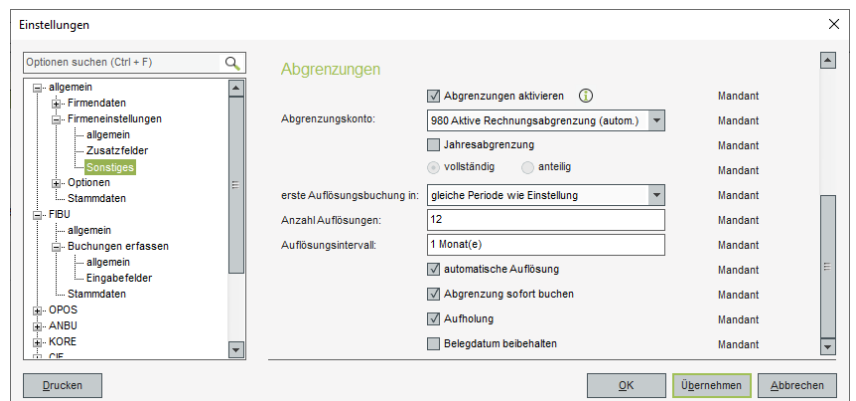 Einstellungen
Optionen suchen (Ctrl + F)
allgemein
Firmendaten
Firmeneinstellungen
allgemein
Zusatzfelder
Sonstiges
Optionen
Stammdaten
FIBU
allgemein
Buchungen erfassen
allgemein
Eingabefelder
Stammdaten
OPOS
ANBU
KORE
Abgrenzungen
Abgrenzungen aktivieren Mandant
Abgrenzungskonto: 980 Aktive Rechnungsabgrenzung (autom.) Mandant
Jahresabgrenzung Mandant
vollständig anteilig Mandant
erste Auflösungsbuchung in: gleiche Periode wie Einstellung Mandant
Anzahl Auflösungen: 12 Mandant
Auflösungsintervall: 1 Monat(e) Mandant
automatische Auflösung Mandant
Abgrenzung sofort buchen Mandant
Aufholung Mandant
Belegdatum beibehalten Mandant
Drucken OK Übernehmen Abbrechen